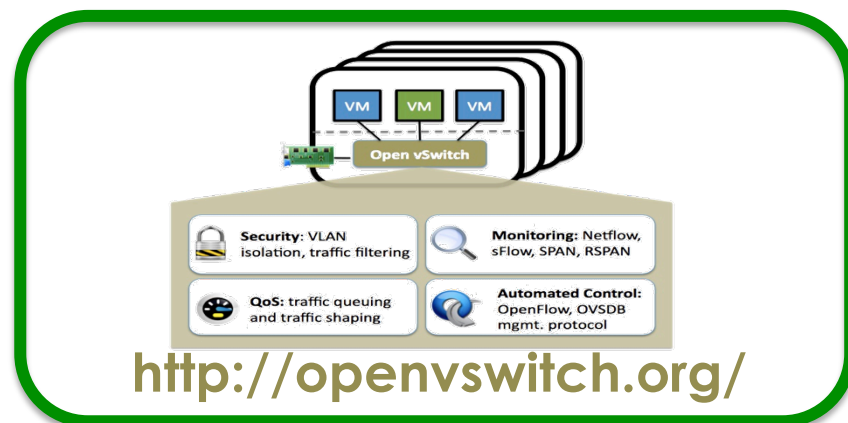 VM VM VM
Open vSwitch
Security: VLAN
isolation, traffic filtering
Monitoring: Netflow,
sFlow, SPAN, RSPAN
QoS: traffic queuing
and traffic shaping
Automated Control:
OpenFlow, OVSDB
mgmt. protocol
http://openvswitch.org/